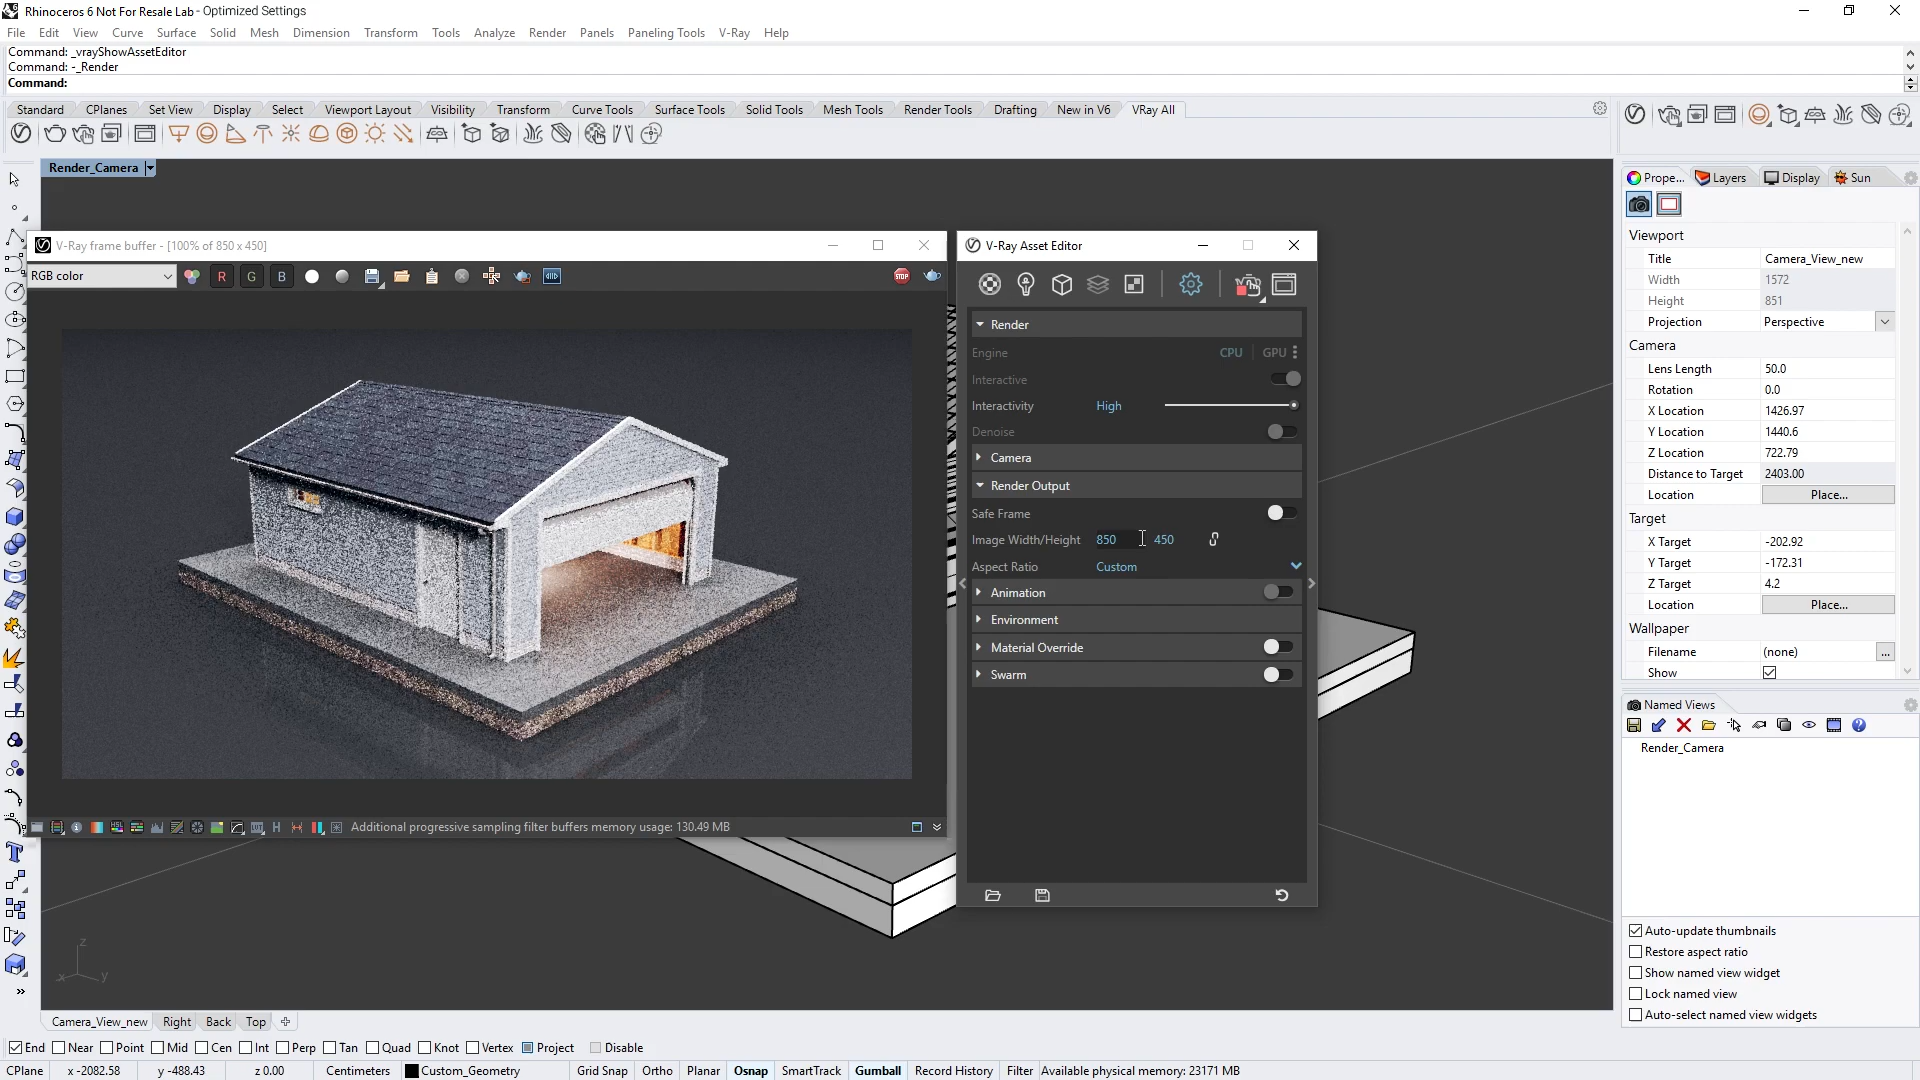 Rhinoceros 6 Not For Resale Lab - Optimized Settings
File Edit View Curve Surface Solid Mesh Dimension Transform Tools Analyze Render Panels Paneling Tools V-Ray Help
Command: _vrayShowAssetEditor
Command: -_Render
Command:
Standard CPlanes Set View Display Select Viewport Layout Visibility Transform Curve Tools Surface Tools Solid Tools Mesh Tools Render Tools Drafting New in V6 VRay All
Render_Camera
V-Ray frame buffer - [100% of 850 x 450]
RGB color R G B STOP
Additional progressive sampling filter buffers memory usage: 130.49 MB
V-Ray Asset Editor
Render
Engine CPU GPU
Interactive
Interactivity High
Denoise
Camera
Render Output
Safe Frame
Image Width/Height 850 450
Aspect Ratio Custom
Animation
Environment
Material Override
Swarm
Prope... Layers Display Sun
Viewport
Title Camera_View_new
Width 1572
Height 851
Projection Perspective
Camera
Lens Length 50.0
Rotation 0.0
X Location 1426.97
Y Location 1440.6
Z Location 722.79
Distance to Target 2403.00
Location Place...
Target
X Target -202.92
Y Target -172.31
Z Target 4.2
Location Place...
Wallpaper
Filename (none) ...
Show
Named Views
Render_Camera
Auto-update thumbnails
Restore aspect ratio
Show named view widget
Lock named view
Auto-select named view widgets
z
x y
Camera_View_new Right Back Top
End Near Point Mid Cen Int Perp Tan Quad Knot Vertex Project Disable
CPlane x -2082.58 y -488.43 z 0.00 Centimeters Custom_Geometry Grid Snap Ortho Planar Osnap SmartTrack Gumball Record History Filter Available physical memory: 23171 MB